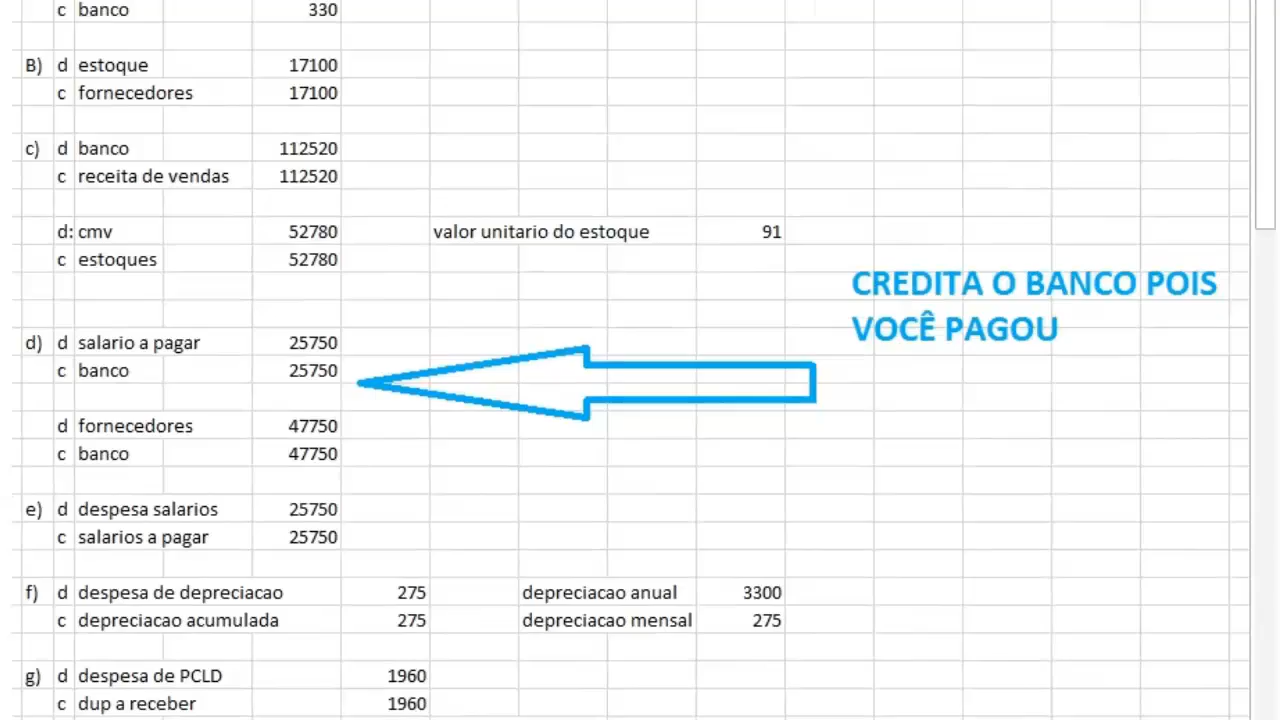 c banco 330
B) d estoque 17100
c fornecedores 17100
c) d banco 112520
c receita de vendas 112520
d: cmv 52780 valor unitario do estoque 91
c estoques 52780
CREDITA O BANCO POIS
VOCÊ PAGOU
d) d salario a pagar 25750
c banco 25750
d fornecedores 47750
c banco 47750
e) d despesa salarios 25750
c salarios a pagar 25750
f) d despesa de depreciacao 275 depreciacao anual 3300
c depreciacao acumulada 275 depreciacao mensal 275
g) d despesa de PCLD 1960
c dup a receber 1960